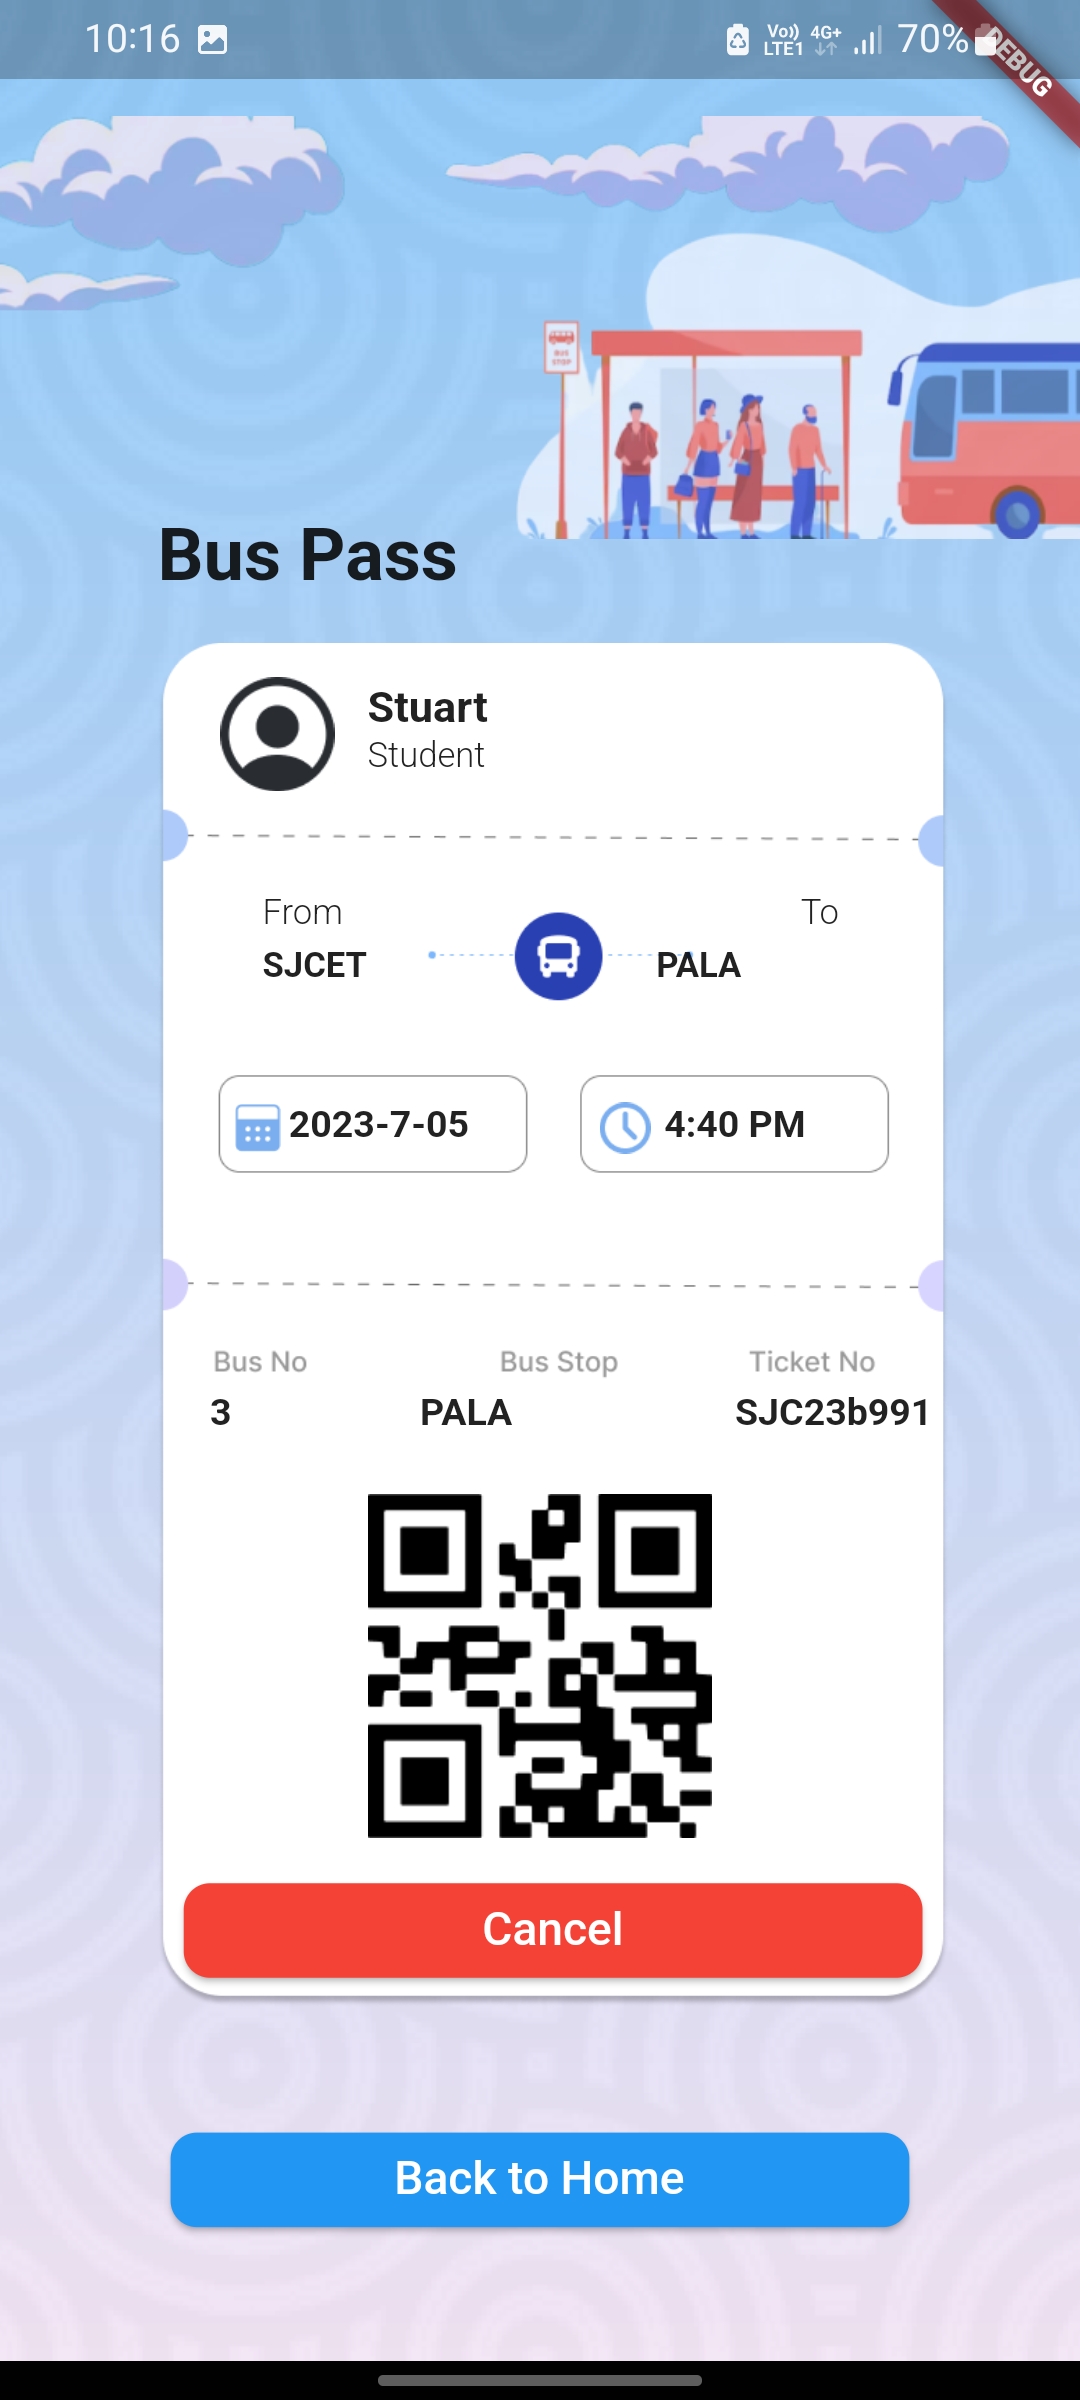 10:16 Vo)) LTE1 4G+ 70%
DEBUG
BUS
STOP
Bus Pass
Stuart
Student
From To
SJCET PALA
2023-7-05 4:40 PM
Bus No Bus Stop Ticket No
3 PALA SJC23b991
Cancel
Back to Home